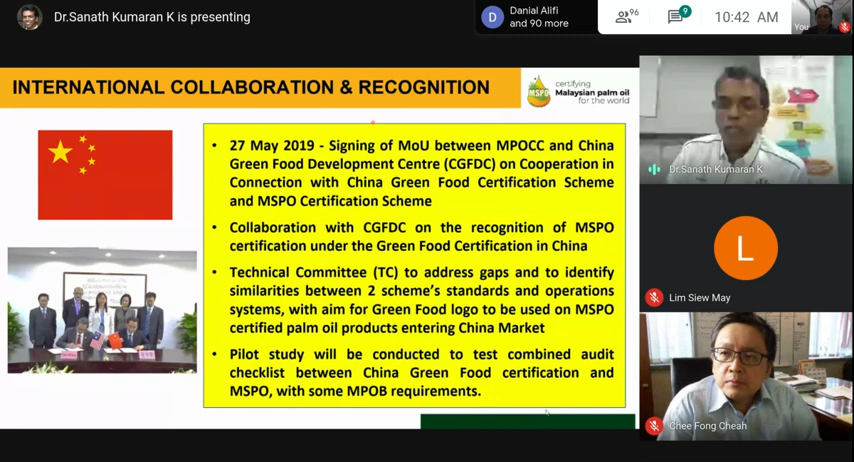 Dr.Sanath Kumaran K is presenting
D
Danial Alifi
and 90 more
96
9
10:42 AM
You
INTERNATIONAL COLLABORATION & RECOGNITION
MSPO
certifying
Malaysian palm oil
for the world
• 27 May 2019 - Signing of MoU between MPOCC and China
Green Food Development Centre (CGFDC) on Cooperation in
Connection with China Green Food Certification Scheme
and MSPO Certification Scheme
• Collaboration with CGFDC on the recognition of MSPO
certification under the Green Food Certification in China
• Technical Committee (TC) to address gaps and to identify
similarities between 2 scheme's standards and operations
systems, with aim for Green Food logo to be used on MSPO
certified palm oil products entering China Market
• Pilot study will be conducted to test combined audit
checklist between China Green Food certification and
MSPO, with some MPOB requirements.
Dr.Sanath Kumaran K
L
Lim Siew May
Chee Fong Cheah